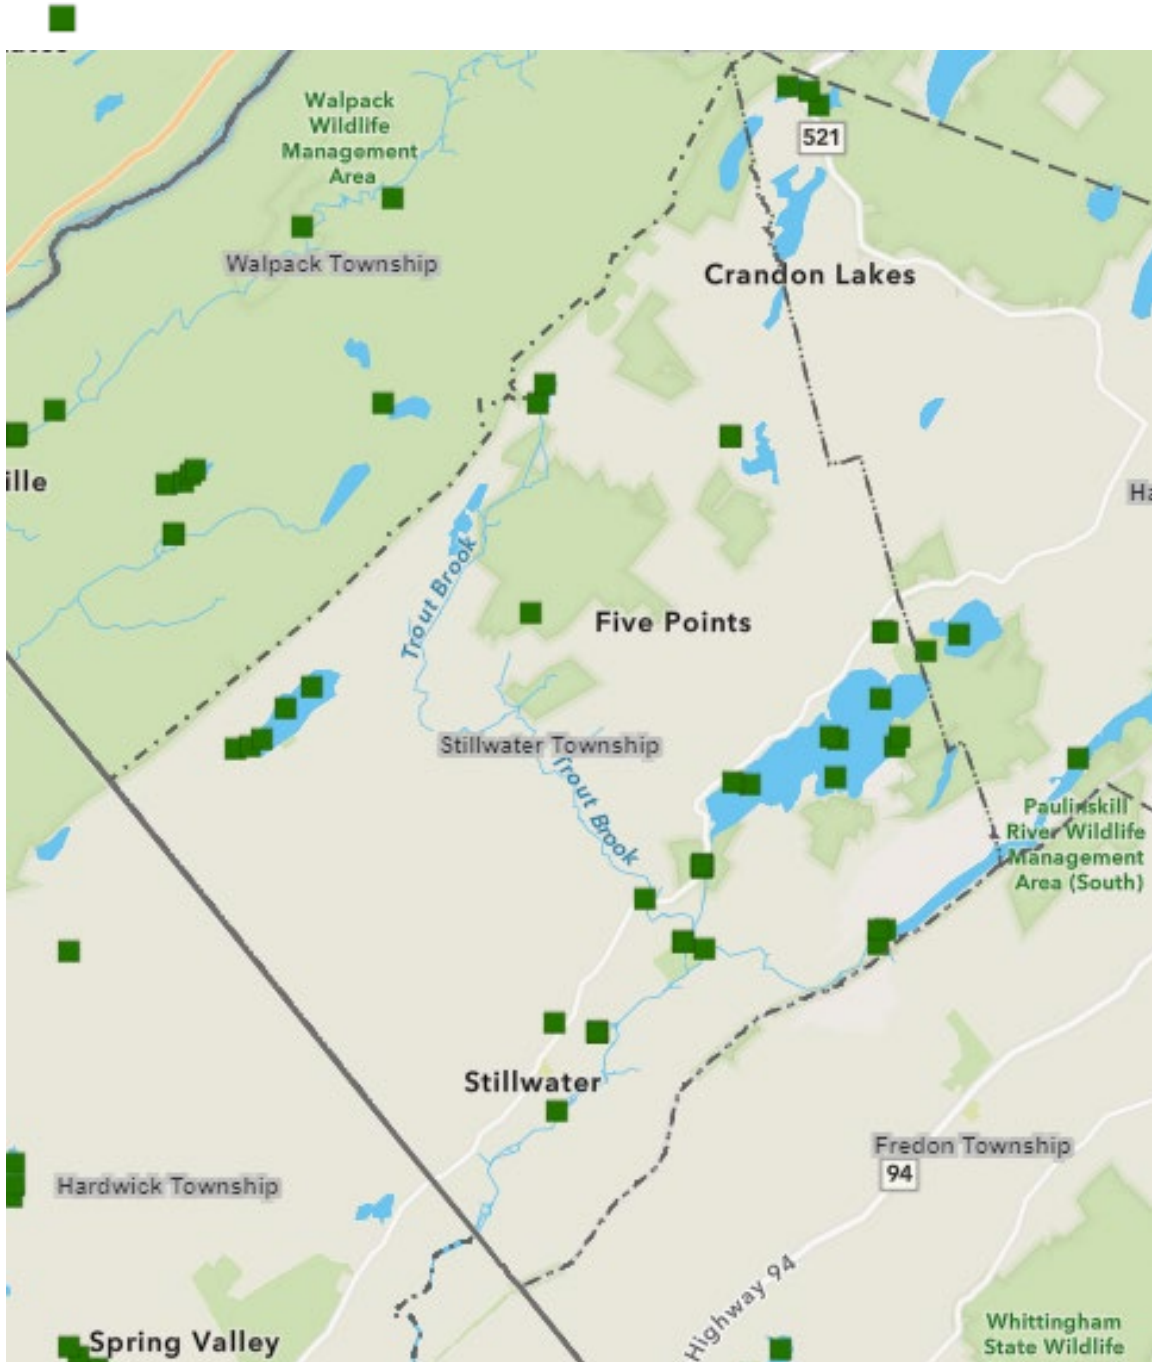 Walpack
Wildlife
Management
Area
521
Walpack Township
Crandon Lakes
ille
Ha
Trout Brook
Five Points
Stillwater Township
Trout Brook
Paulinskill
River Wildlife
Management
Area (South)
Stillwater
Fredon Township
94
Hardwick Township
Highway 94
Whittingham
State Wildlife
Spring Valley